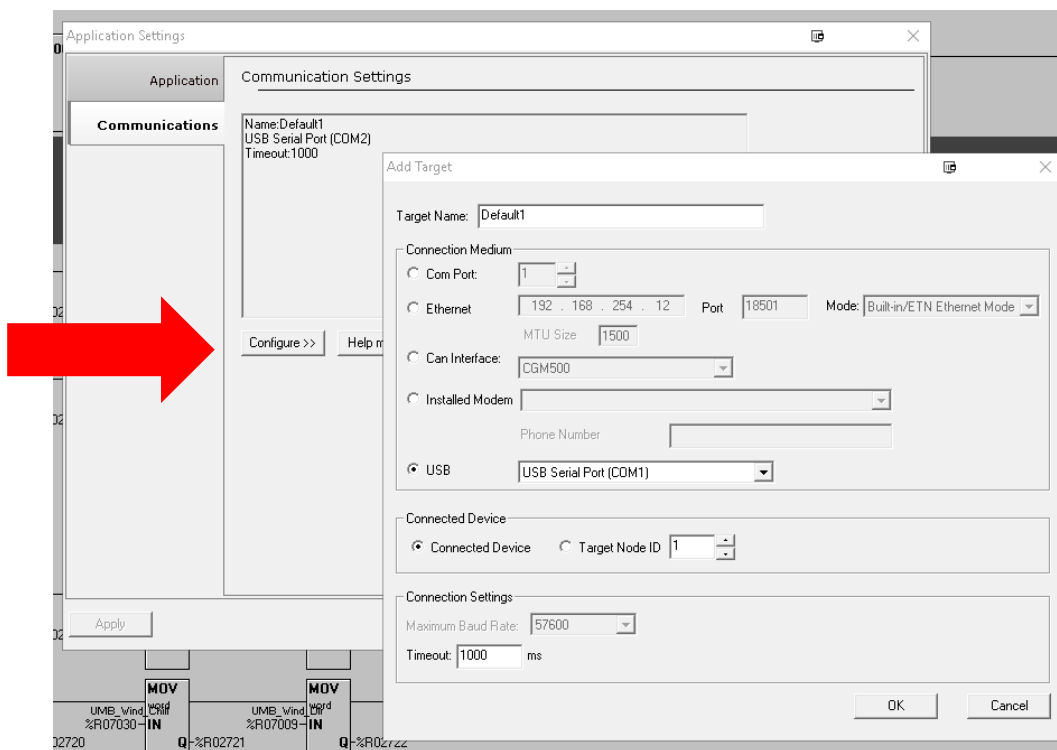 Application Settings
Application
Communications
Communication Settings
Name:Default1
USB Serial Port (COM2)
Timeout:1000
Configure >>
Help m
Apply
Add Target
Target Name: Default1
Connection Medium
Com Port: 1
Ethernet 192 . 168 . 254 . 12 Port 18501 Mode: Built-in/ETN Ethernet Mode
MTU Size 1500
Can Interface: CGM500
Installed Modem
Phone Number
USB USB Serial Port (COM1)
Connected Device
Connected Device Target Node ID 1
Connection Settings
Maximum Baud Rate: 57600
Timeout: 1000 ms
OK Cancel
MOV MOV
word word
UMB_Wind_Chill UMB_Wind_Dir
%R07030 IN %R07009 IN
02720 Q %R02721 Q %R02722